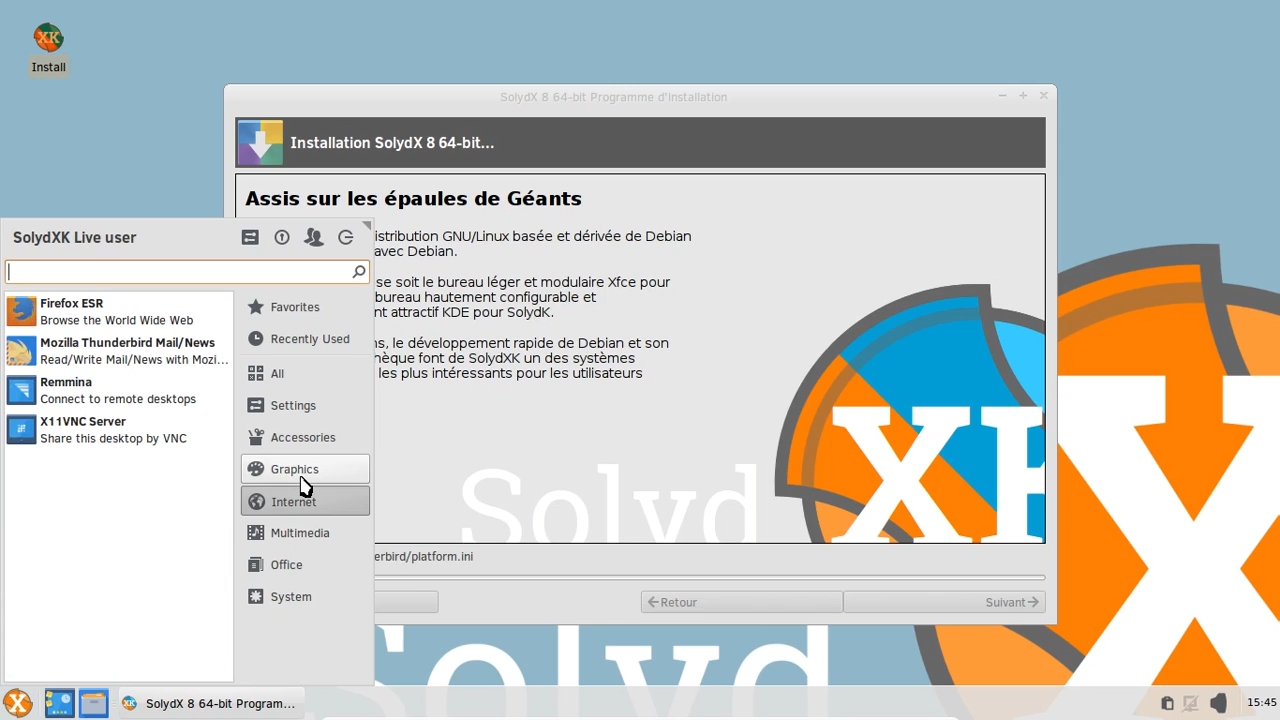 Install
SolydX 8 64-bit Programme d'installation
Installation SolydX 8 64-bit...
Assis sur les épaules de Géants
istribution GNU/Linux basée et dérivée de Debian
avec Debian.
se soit le bureau léger et modulaire Xfce pour
bureau hautement configurable et
nt attractif KDE pour SolydK.
ns, le développement rapide de Debian et son
hèque font de SolydXK un des systèmes
les plus intéressants pour les utilisateurs
Solyd
XK
erbird/platform.ini
Retour
Suivant
SolydXK Live user
Firefox ESR
Browse the World Wide Web
Mozilla Thunderbird Mail/News
Read/Write Mail/News with Mozi...
Remmina
Connect to remote desktops
X11VNC Server
Share this desktop by VNC
Favorites
Recently Used
All
Settings
Accessories
Graphics
Internet
Multimedia
Office
System
Solyd
X
SolydX 8 64-bit Program...
15:45